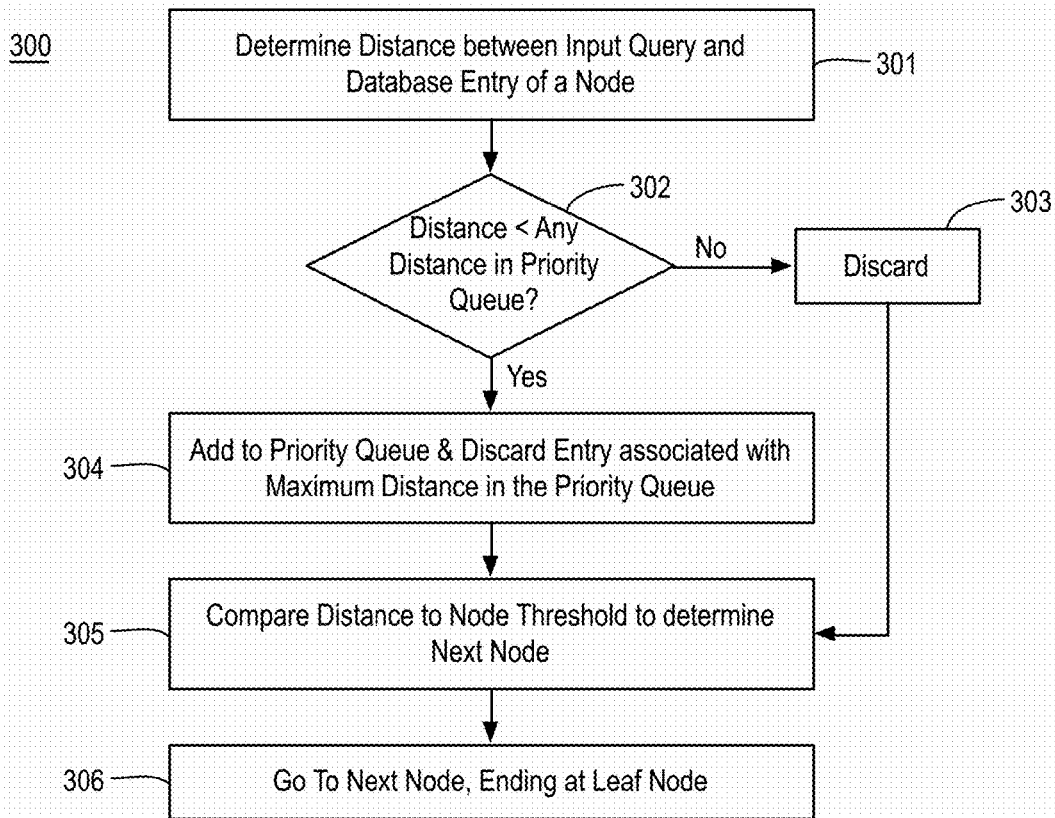 300
Determine Distance between Input Query and
Database Entry of a Node
301
302
303
Distance < Any
Distance in Priority
Queue?
No
Discard
Yes
304
Add to Priority Queue & Discard Entry associated with
Maximum Distance in the Priority Queue
305
Compare Distance to Node Threshold to determine
Next Node
306
Go To Next Node, Ending at Leaf Node